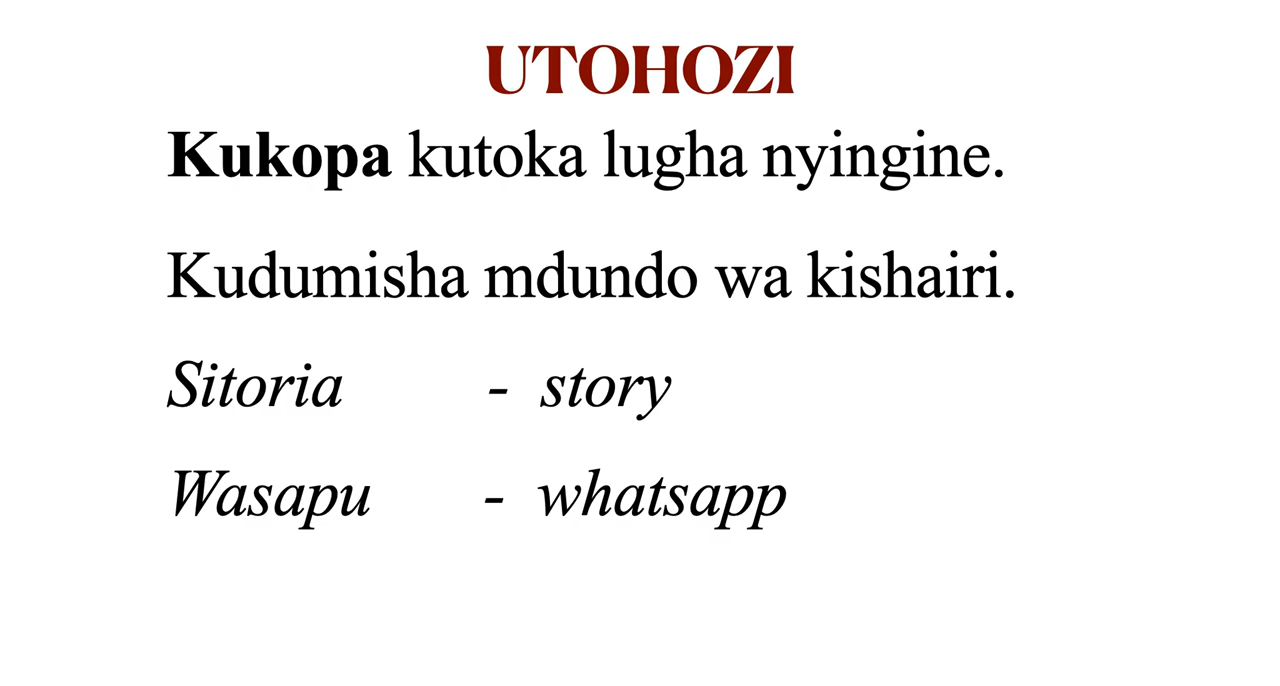 UTOHOZI
Kukopa kutoka lugha nyingine.
Kudumisha mdundo wa kishairi.
Sitoria - story
Wasapu - whatsapp